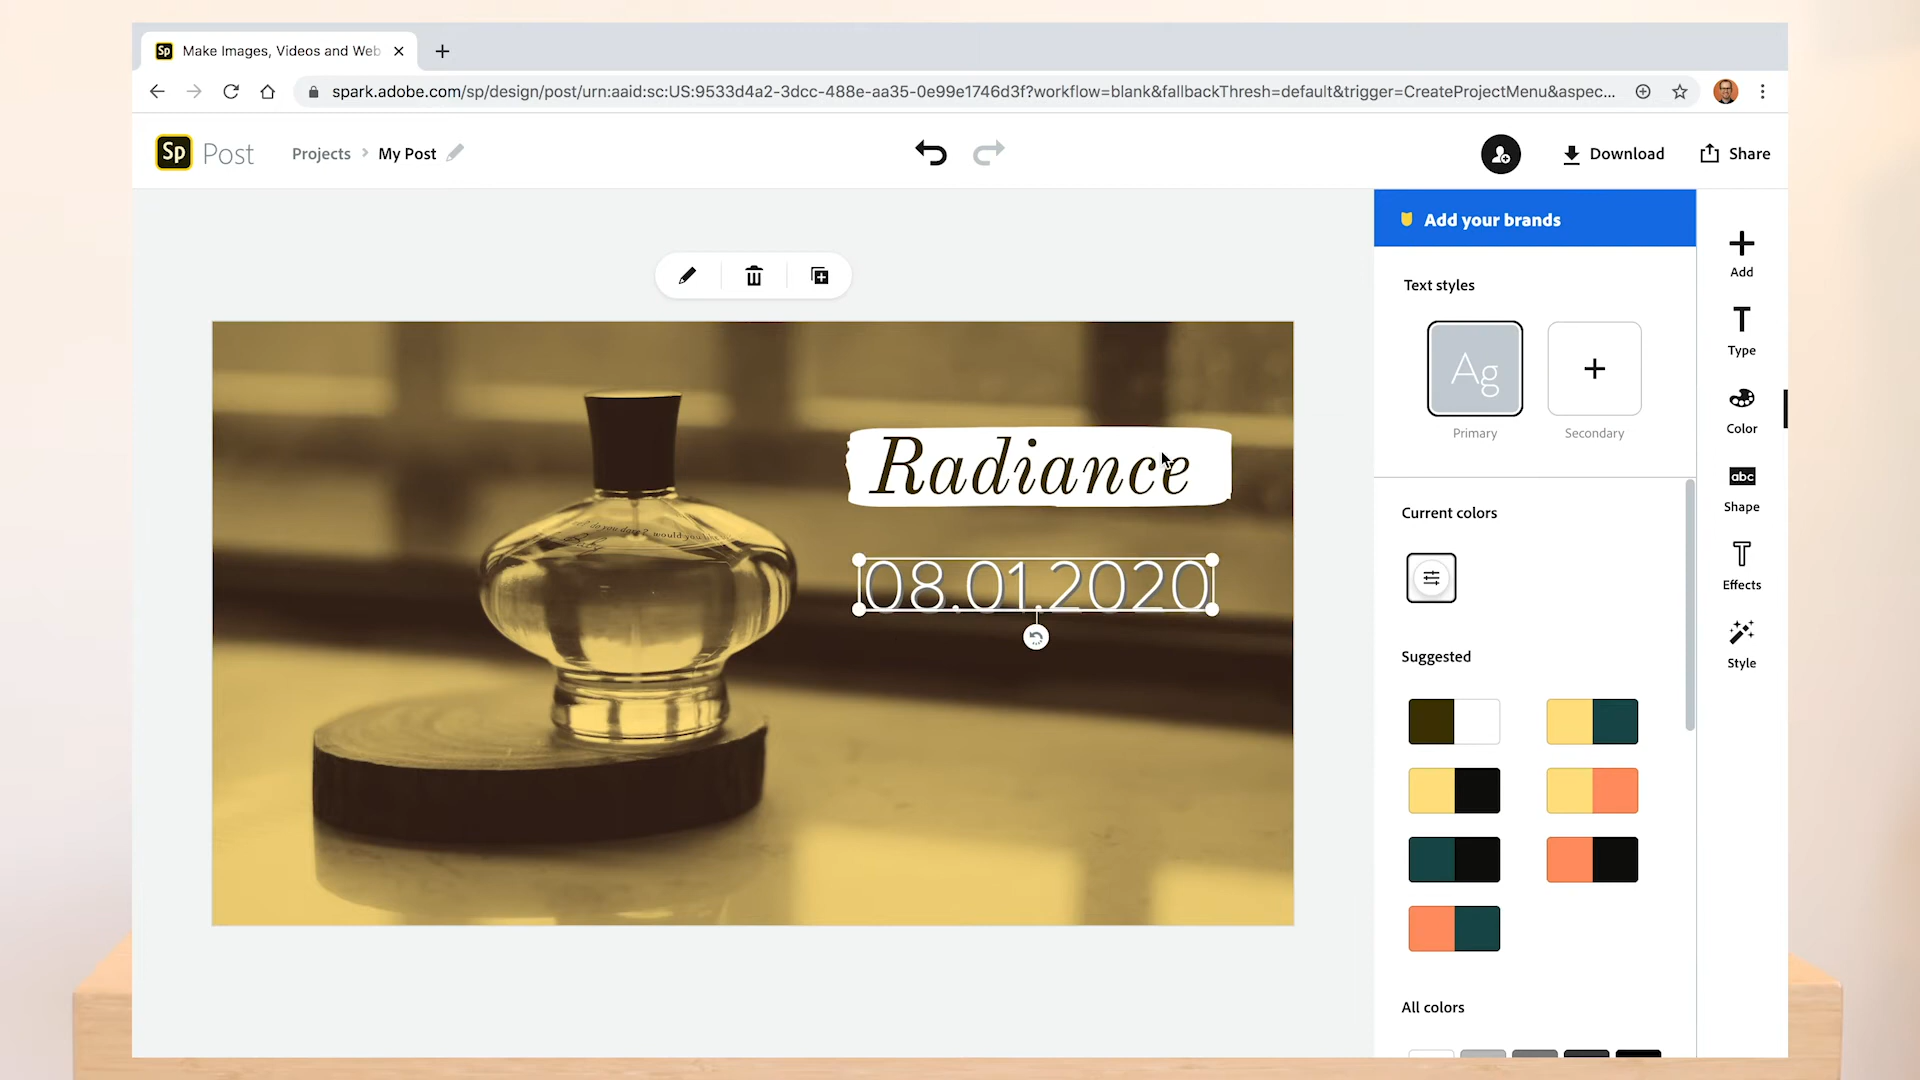 Sp Make Images, Videos and Web
spark.adobe.com/sp/design/post/urn:aaid:sc:US:9533d4a2-3dcc-488e-aa35-0e99e1746d3f?workflow=blank&fallbackThresh=default&trigger=CreateProjectMenu&aspec...
Sp Post Projects > My Post
Download Share
Add your brands
Text styles
Ag
Primary Secondary
Current colors
Suggested
All colors
Add
Type
Color
abc
Shape
Effects
Style
Radiance
08.01.2020